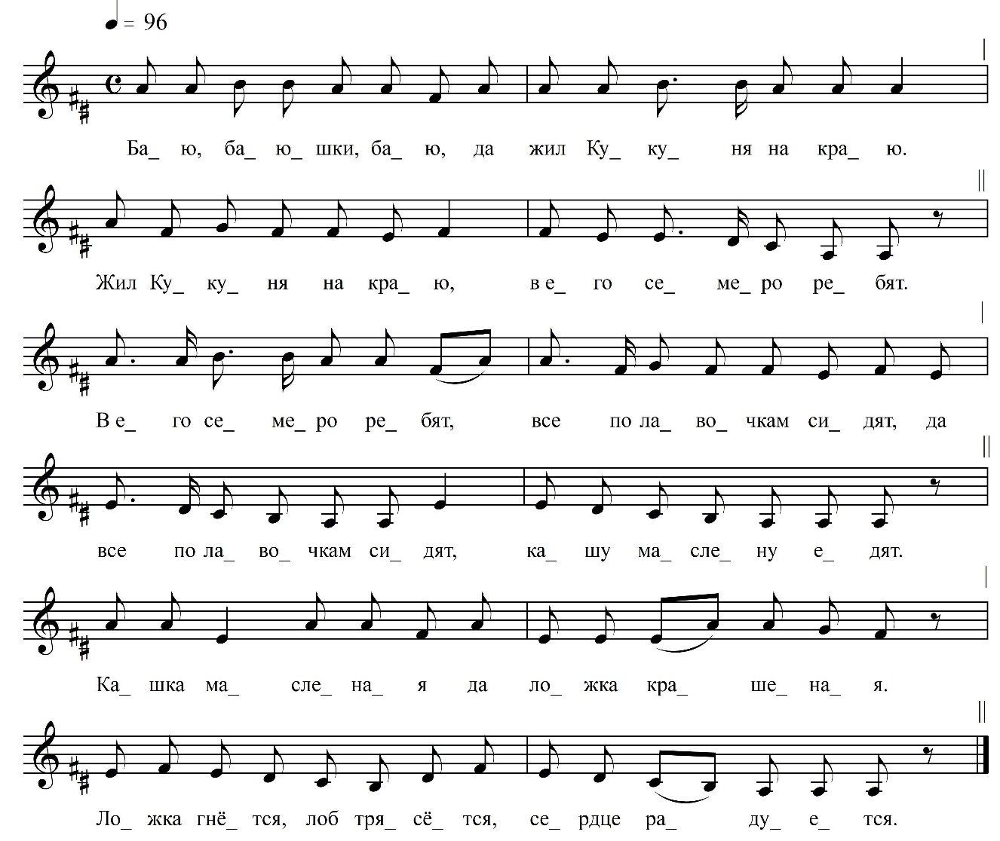 = 96
Ба_ ю, ба_ ю_ шки, ба_ ю, да жил Ку_ ку_ ня на кра_ ю.
Жил Ку_ ку_ ня на кра_ ю, в е_ го се_ ме_ ро ре_ бят.
В е_ го се_ ме_ ро ре_ бят, все по ла_ во_ чкам си_ дят, да
все по ла_ во_ чкам си_ дят, ка_ шу ма_ сле_ ну е_ дят.
Ка_ шка ма_ сле_ на_ я да ло_ жка кра_ ше_ на_ я.
Ло_ жка гнё_ тся, лоб тря_ сё_ тся, се_ рдце ра_ ду_ е_ тся.